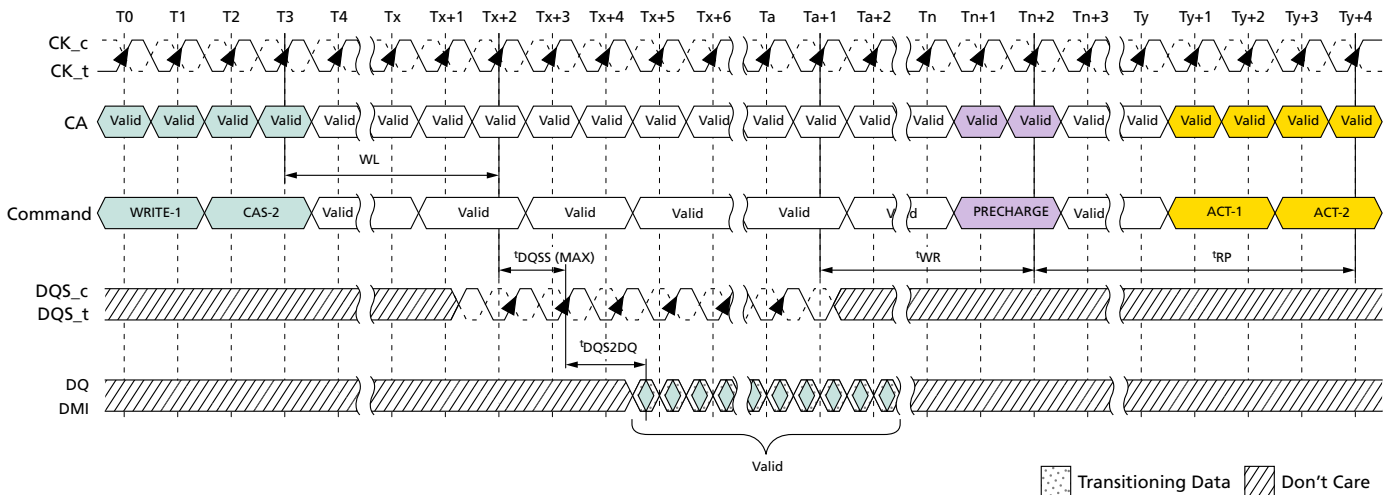 T0 T1 T2 T3 T4 Tx Tx+1 Tx+2 Tx+3 Tx+4 Tx+5 Tx+6 Ta Ta+1 Ta+2 Tn Tn+1 Tn+2 Tn+3 Ty Ty+1 Ty+2 Ty+3 Ty+4
CK_c
CK_t
CA Valid Valid Valid Valid Valid Valid Valid Valid Valid Valid Valid Valid Valid Valid Valid Valid Valid Valid Valid Valid Valid Valid Valid Valid
WL
Command WRITE-1 CAS-2 Valid Valid Valid Valid Valid PRECHARGE Valid ACT-1 ACT-2
tDQSS (MAX) tWR tRP
DQS_c
DQS_t
tDQS2DQ
DQ
DMI
Valid
Transitioning Data Don't Care